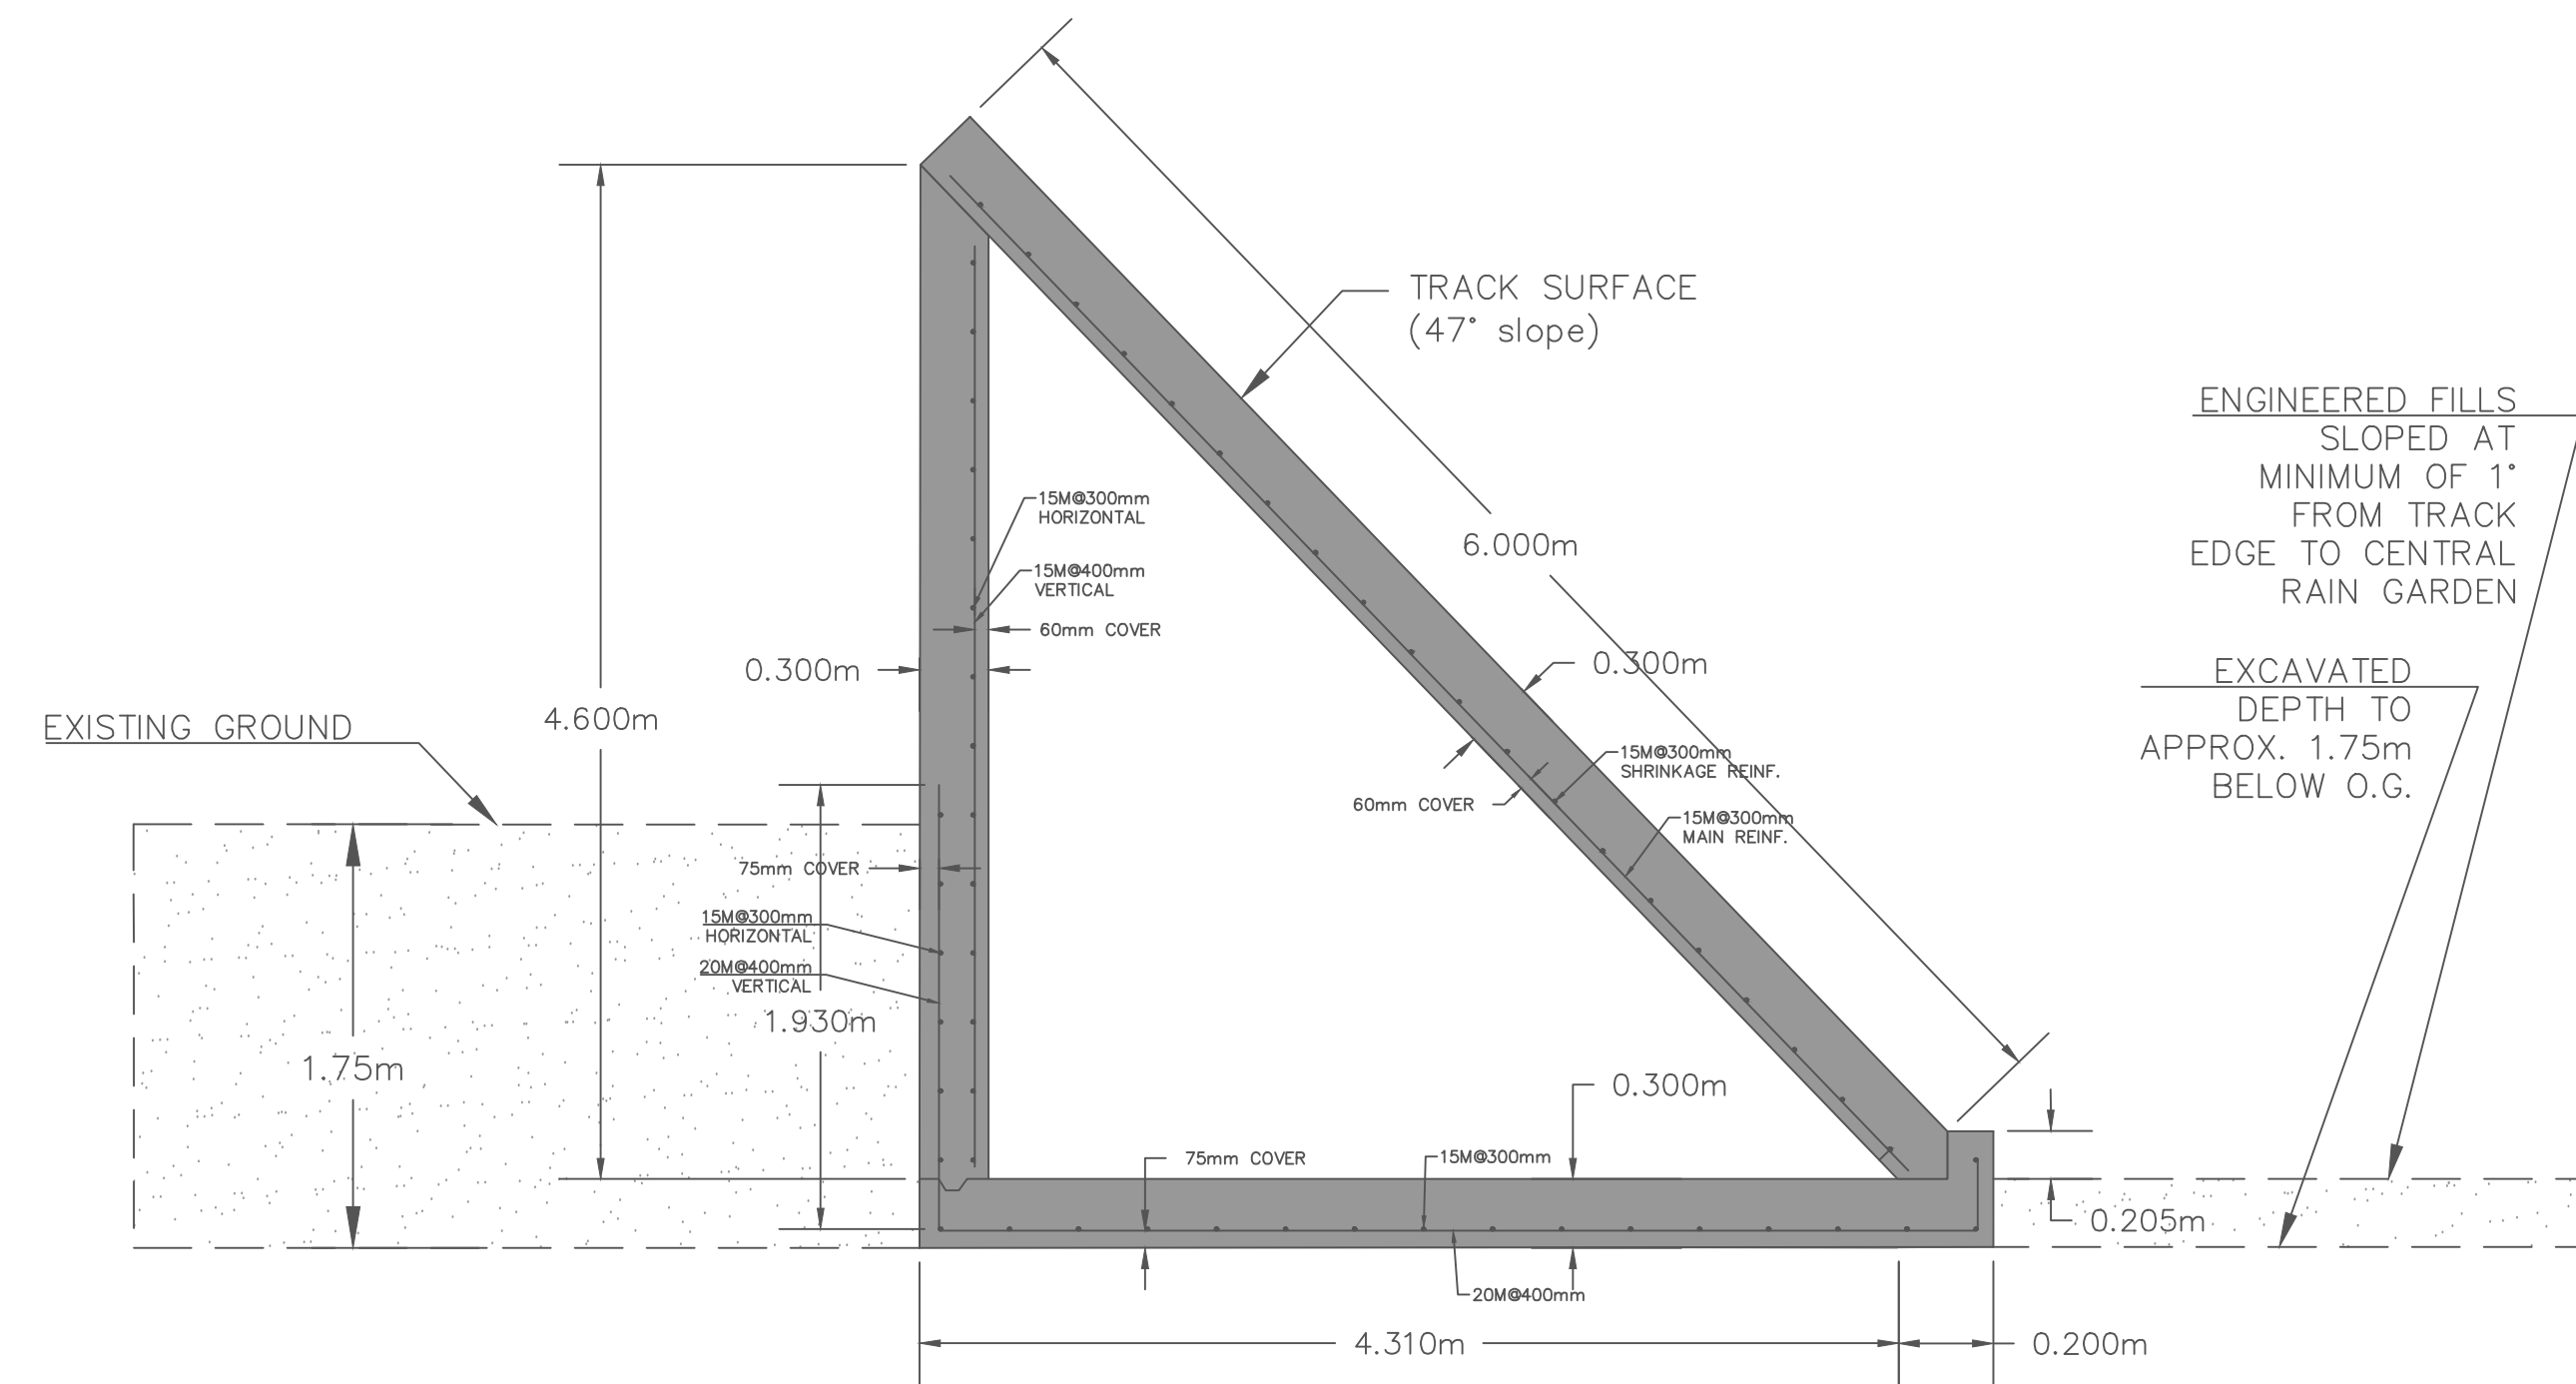 TRACK SURFACE
(47° slope)
ENGINEERED FILLS
SLOPED AT
MINIMUM OF 1°
FROM TRACK
EDGE TO CENTRAL
RAIN GARDEN
15M@300mm
HORIZONTAL
6.000m
15M@400mm
VERTICAL
60mm COVER
0.300m
0.300m
EXCAVATED
DEPTH TO
APPROX. 1.75m
BELOW O.G.
EXISTING GROUND
4.600m
15M@300mm
SHRINKAGE REINF.
60mm COVER
15M@300mm
MAIN REINF.
75mm COVER
15M@300mm
HORIZONTAL
20M@400mm
VERTICAL
1.930m
1.75m
0.300m
75mm COVER
15M@300mm
0.205m
20M@400mm
4.310m
0.200m